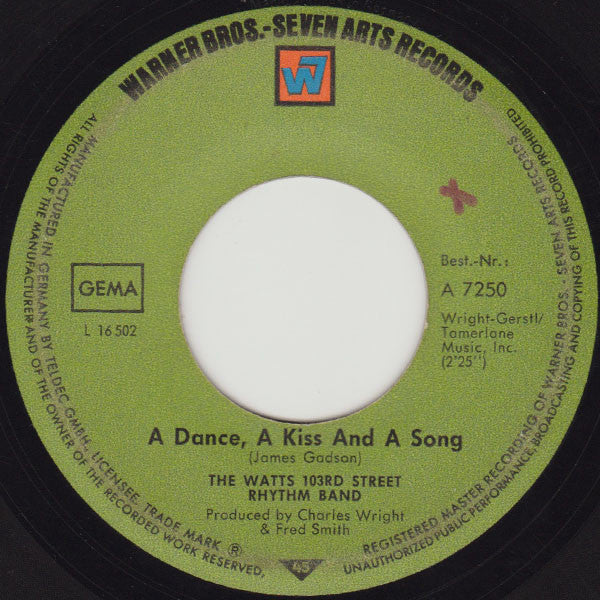 WARNER BROS.-SEVEN ARTS RECORDS
W7
ALL RIGHTS OF THE MANUFACTURER AND OF THE OWNER OF THE RECORDED WORK RESERVED,
MANUFACTURED IN GERMANY BY TELDEC GMBH, LICENSEE, TRADE MARK ®
GEMA
L 16 502
Best.-Nr.:
A 7250
Wright-Gerstl/
Tamerlane
Music, Inc.
(2'25'')
A Dance, A Kiss And A Song
(James Gadson)
THE WATTS 103RD STREET
RHYTHM BAND
Produced by Charles Wright
& Fred Smith
45
REGISTERED MASTER RECORDING OF WARNER BROS. - SEVEN ARTS RECORDS
UNAUTHORIZED PUBLIC PERFORMANCE, BROADCASTING AND COPYING OF THIS RECORD PROHIBITED